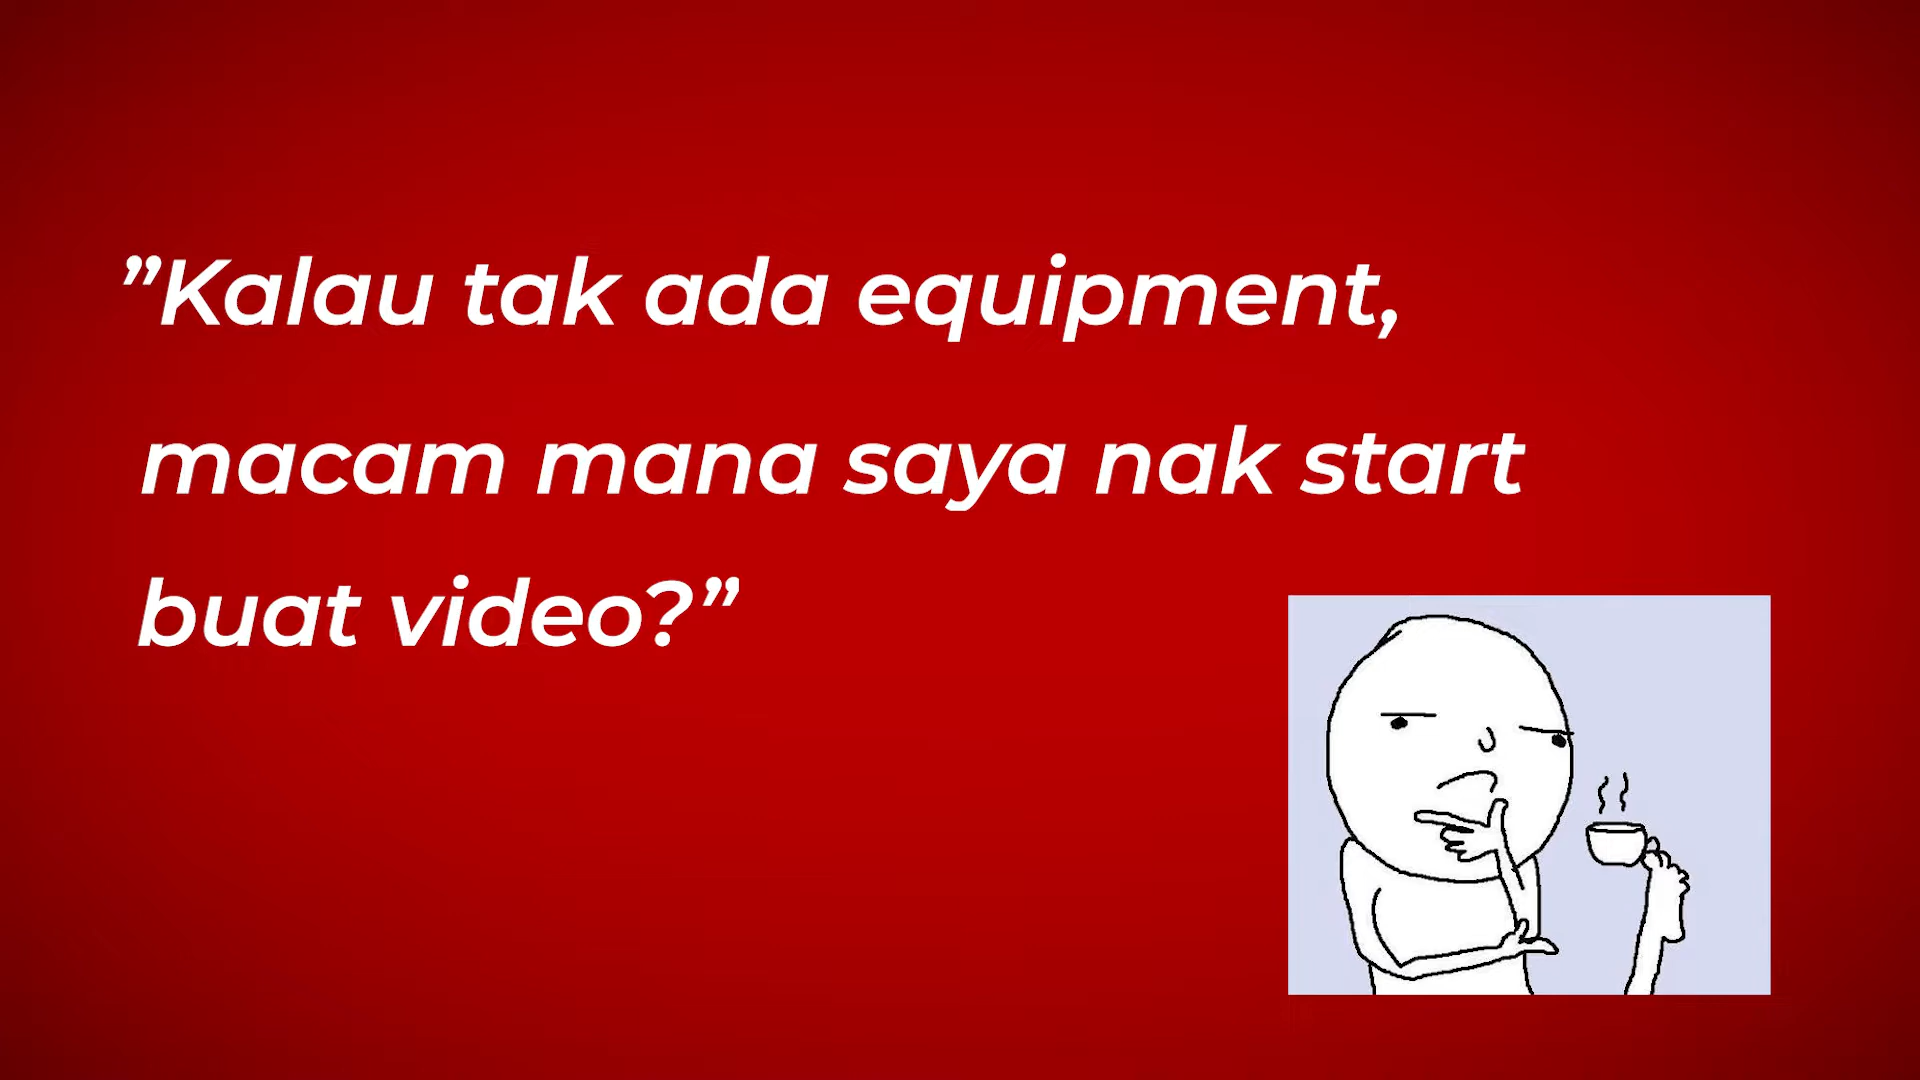 ”Kalau tak ada equipment,
macam mana saya nak start
buat video?”